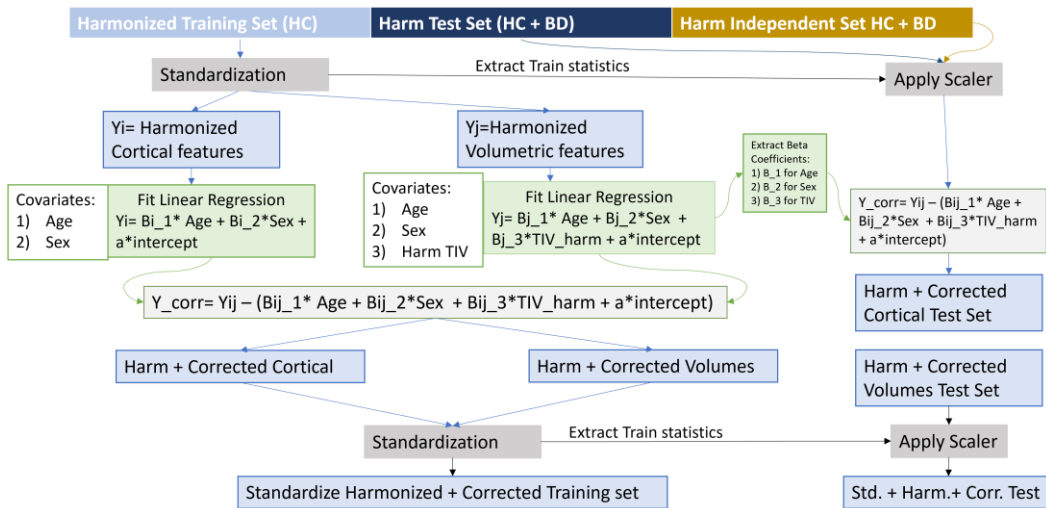 Harmonized Training Set (HC)
Harm Test Set (HC + BD)
Harm Independent Set HC + BD
Standardization
Extract Train statistics
Apply Scaler
Yi= Harmonized
Cortical features
Yj=Harmonized
Volumetric features
Extract Beta
Coefficients:
1) B_1 for Age
2) B_2 for Sex
3) B_3 for TIV
Covariates:
1) Age
2) Sex
Fit Linear Regression
Yi= Bi_1* Age + Bi_2*Sex +
a*intercept
Covariates:
1) Age
2) Sex
3) Harm TIV
Fit Linear Regression
Yj= Bj_1* Age + Bj_2*Sex +
Bj_3*TIV_harm + a*intercept
Y_corr= Yij – (Bij_1* Age +
Bij_2*Sex + Bij_3*TIV_harm
+ a*intercept)
Y_corr= Yij – (Bij_1* Age + Bij_2*Sex + Bij_3*TIV_harm + a*intercept)
Harm + Corrected
Cortical Test Set
Harm + Corrected Cortical
Harm + Corrected Volumes
Harm + Corrected
Volumes Test Set
Standardization
Extract Train statistics
Apply Scaler
Standardize Harmonized + Corrected Training set
Std. + Harm.+ Corr. Test